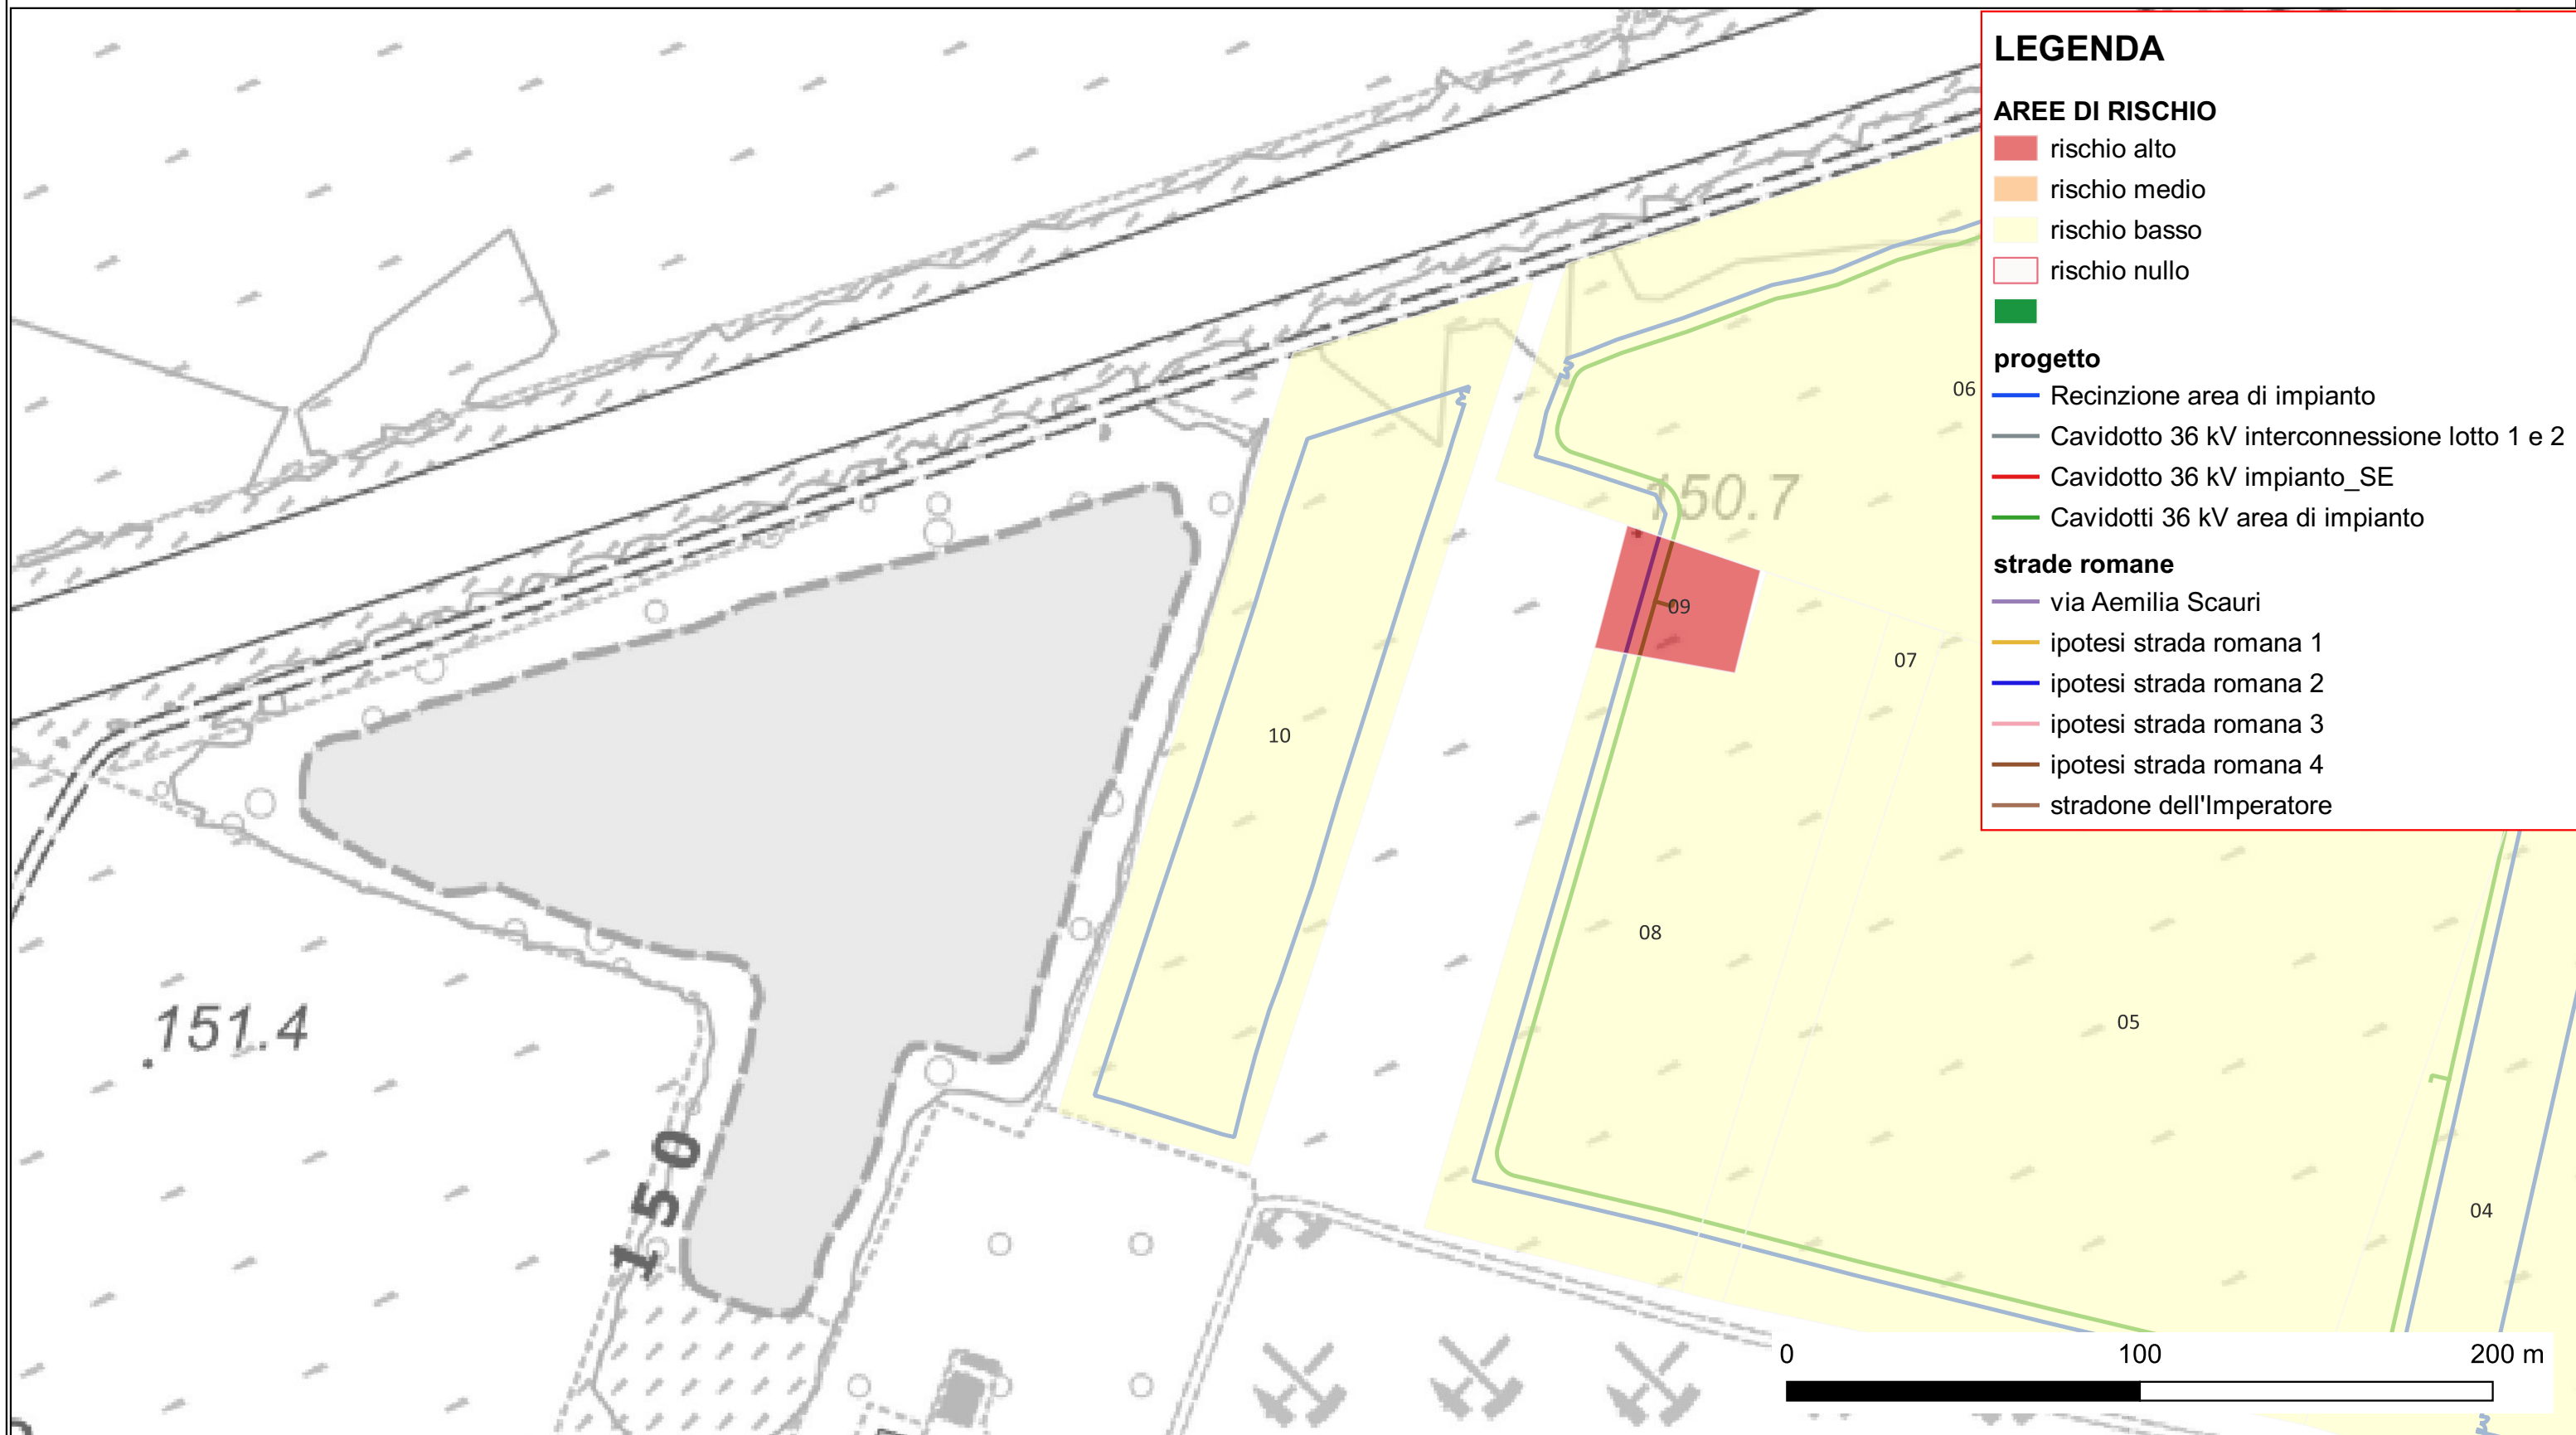 LEGENDA
AREE DI RISCHIO
rischio alto
rischio medio
rischio basso
rischio nullo
progetto
Recinzione area di impianto
Cavidotto 36 kV interconnessione lotto 1 e 2
Cavidotto 36 kV impianto_SE
Cavidotti 36 kV area di impianto
strade romane
via Aemilia Scauri
ipotesi strada romana 1
ipotesi strada romana 2
ipotesi strada romana 3
ipotesi strada romana 4
stradone dell'Imperatore
06
150.7
09
07
10
08
05
151.4
150
04
0 100 200 m